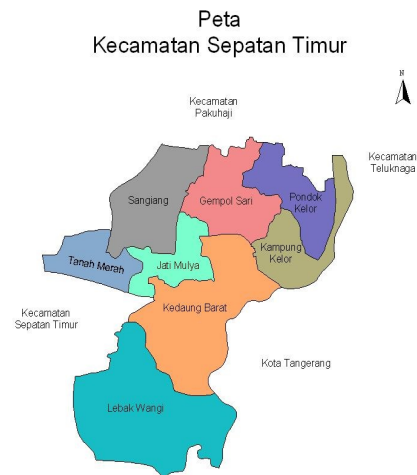 Peta
Kecamatan Sepatan Timur
N
Kecamatan
Pakuhaji
Kecamatan
Teluknaga
Sangiang
Gempol Sari
Pondok
Kelor
Kampung
Kelor
Tanah Merah
Jati Mulya
Kedaung Barat
Kecamatan
Sepatan Timur
Kota Tangerang
Lebak Wangi